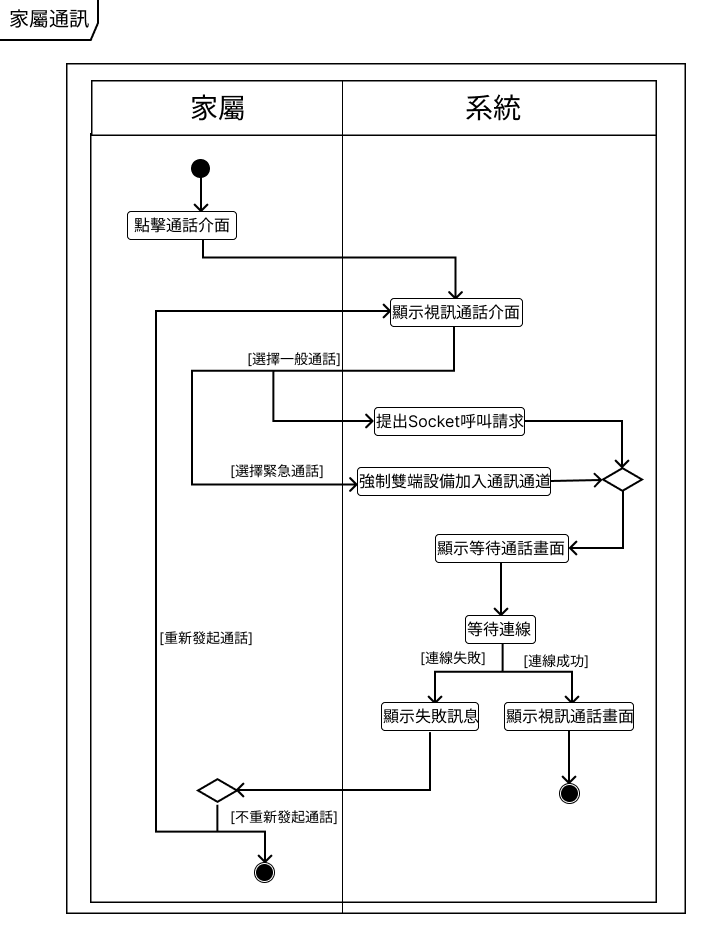 家屬通訊
家屬
系統
點擊通話介面
顯示視訊通話介面
[選擇一般通話]
提出Socket呼叫請求
[選擇緊急通話]
強制雙端設備加入通訊通道
顯示等待通話畫面
等待連線
[重新發起通話]
[連線失敗]
[連線成功]
顯示失敗訊息
顯示視訊通話畫面
[不重新發起通話]